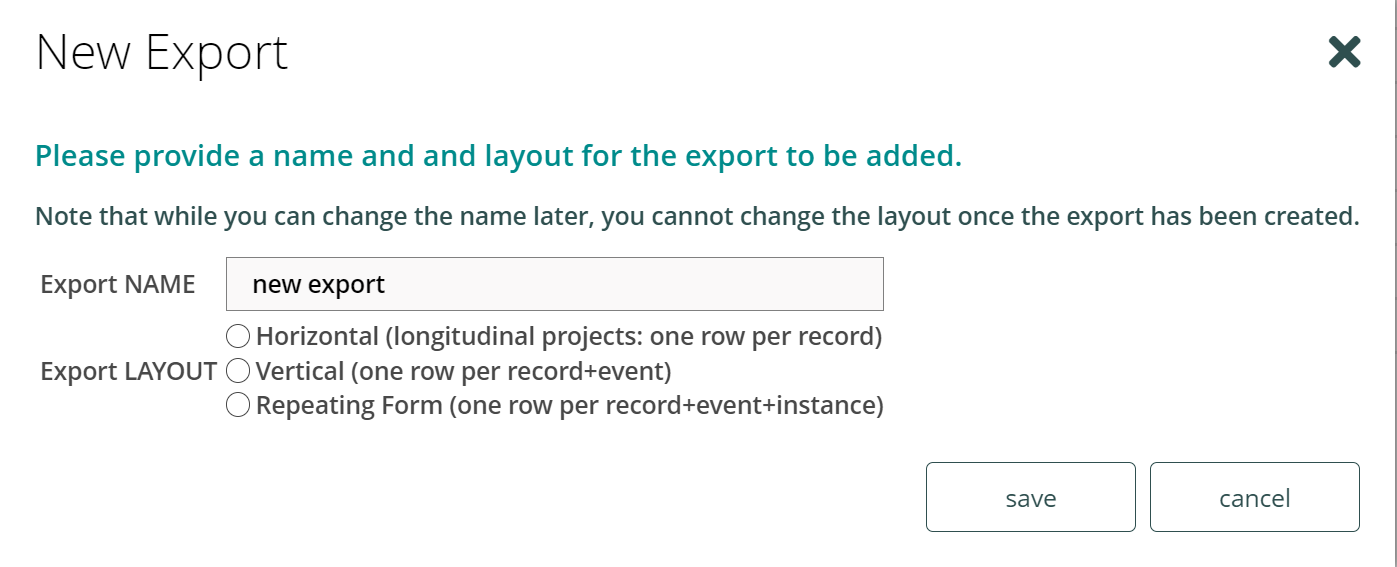 New Export
Please provide a name and and layout for the export to be added.
Note that while you can change the name later, you cannot change the layout once the export has been created.
Export NAME
new export
Horizontal (longitudinal projects: one row per record)
Export LAYOUT
Vertical (one row per record+event)
Repeating Form (one row per record+event+instance)
save
cancel